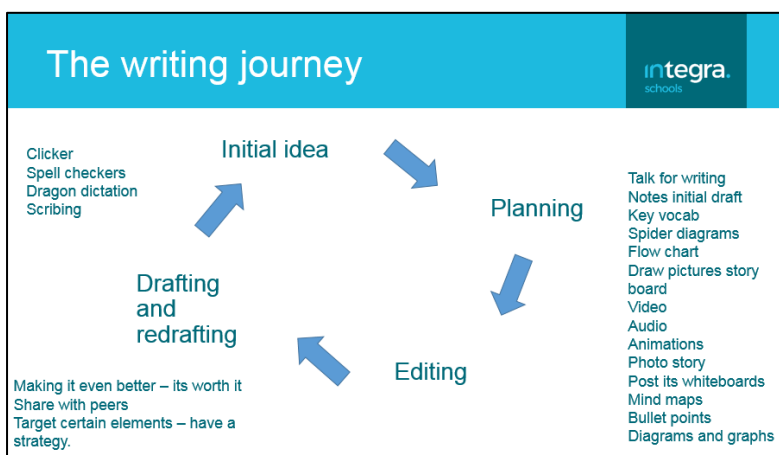 The writing journey
integra.
schools
Clicker
Spell checkers
Dragon dictation
Scribing
Initial idea
Planning
Talk for writing
Notes initial draft
Key vocab
Spider diagrams
Flow chart
Draw pictures story
board
Video
Audio
Animations
Photo story
Post its whiteboards
Mind maps
Bullet points
Diagrams and graphs
Editing
Drafting
and
redrafting
Making it even better – its worth it
Share with peers
Target certain elements – have a
strategy.